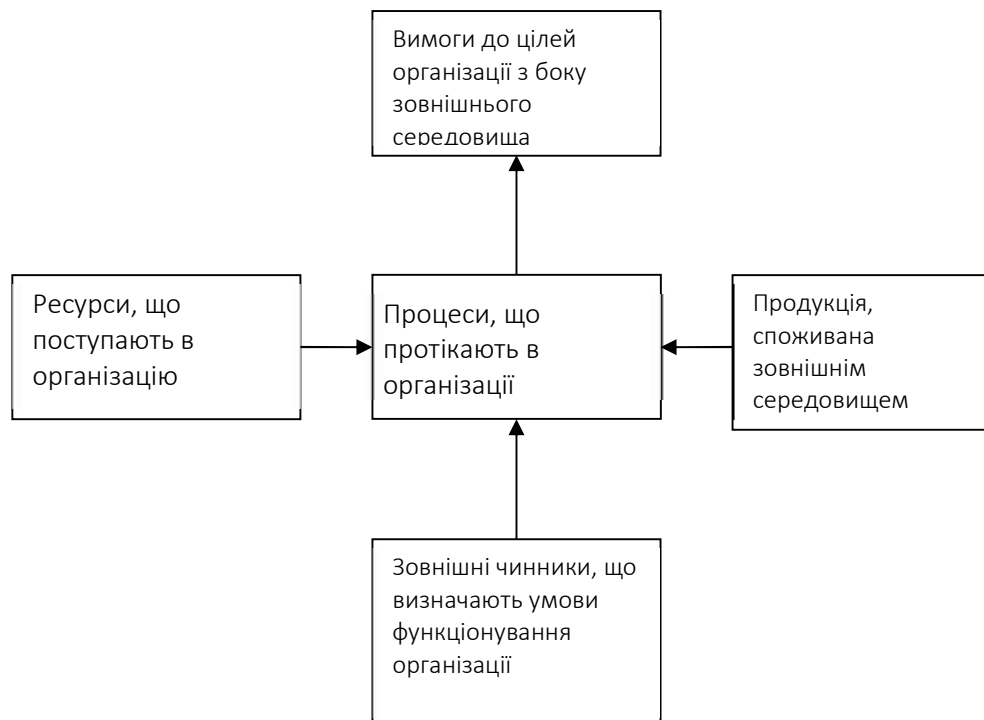 Вимоги до цілей
організації з боку
зовнішнього
середовища
Ресурси, що
поступають в
організацію
Процеси, що
протікають в
організації
Продукція,
споживана
зовнішнім
середовищем
Зовнішні чинники, що
визначають умови
функціонування
організації